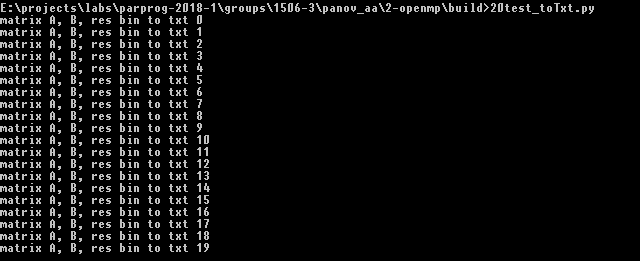 E:\projects\labs\parprog-2018-1\groups\1506-3\panov_aa\2-openmp\build>20test_toTxt.py
matrix A, B, res bin to txt 0
matrix A, B, res bin to txt 1
matrix A, B, res bin to txt 2
matrix A, B, res bin to txt 3
matrix A, B, res bin to txt 4
matrix A, B, res bin to txt 5
matrix A, B, res bin to txt 6
matrix A, B, res bin to txt 7
matrix A, B, res bin to txt 8
matrix A, B, res bin to txt 9
matrix A, B, res bin to txt 10
matrix A, B, res bin to txt 11
matrix A, B, res bin to txt 12
matrix A, B, res bin to txt 13
matrix A, B, res bin to txt 14
matrix A, B, res bin to txt 15
matrix A, B, res bin to txt 16
matrix A, B, res bin to txt 17
matrix A, B, res bin to txt 18
matrix A, B, res bin to txt 19